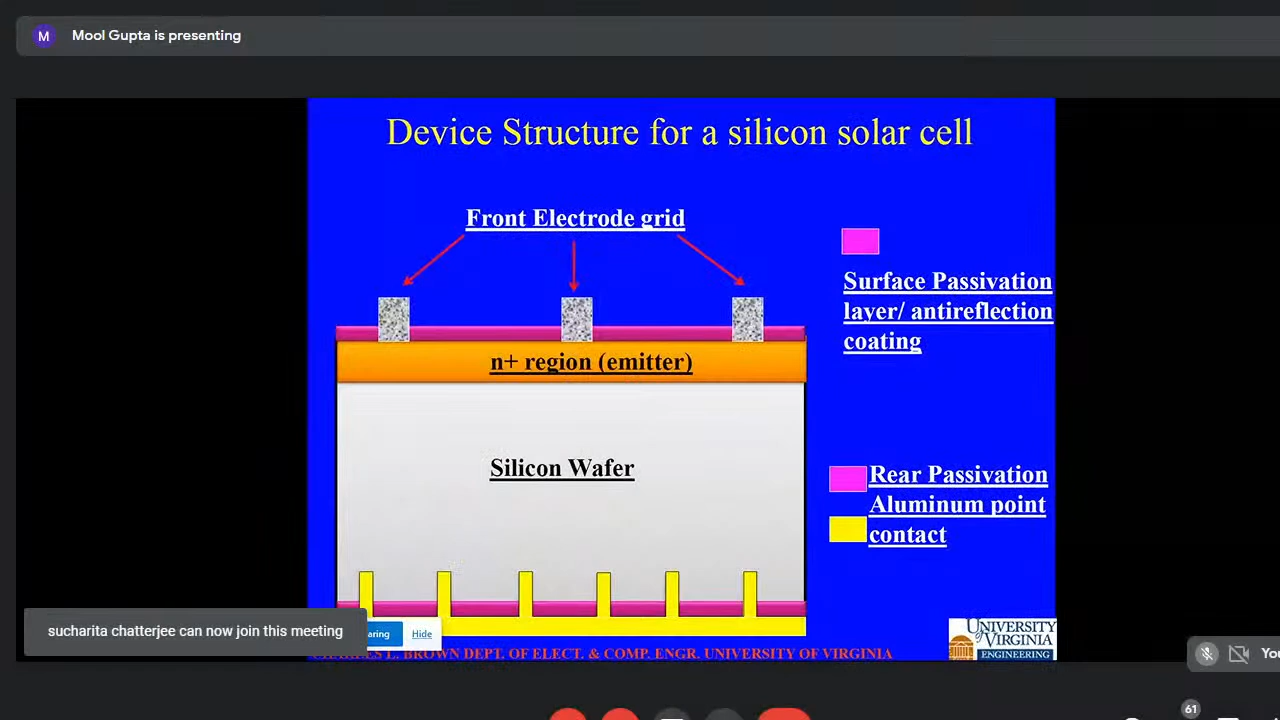 M
Mool Gupta is presenting
Device Structure for a silicon solar cell
Front Electrode grid
Surface Passivation
layer/ antireflection
coating
n+ region (emitter)
Silicon Wafer
Rear Passivation
Aluminum point
contact
sucharita chatterjee can now join this meeting
Hide
BROWN DEPT. OF ELECT. & COMP. ENGR. UNIVERSITY OF VIRGINIA
UNIVERSITY
of VIRGINIA
ENGINEERING
61